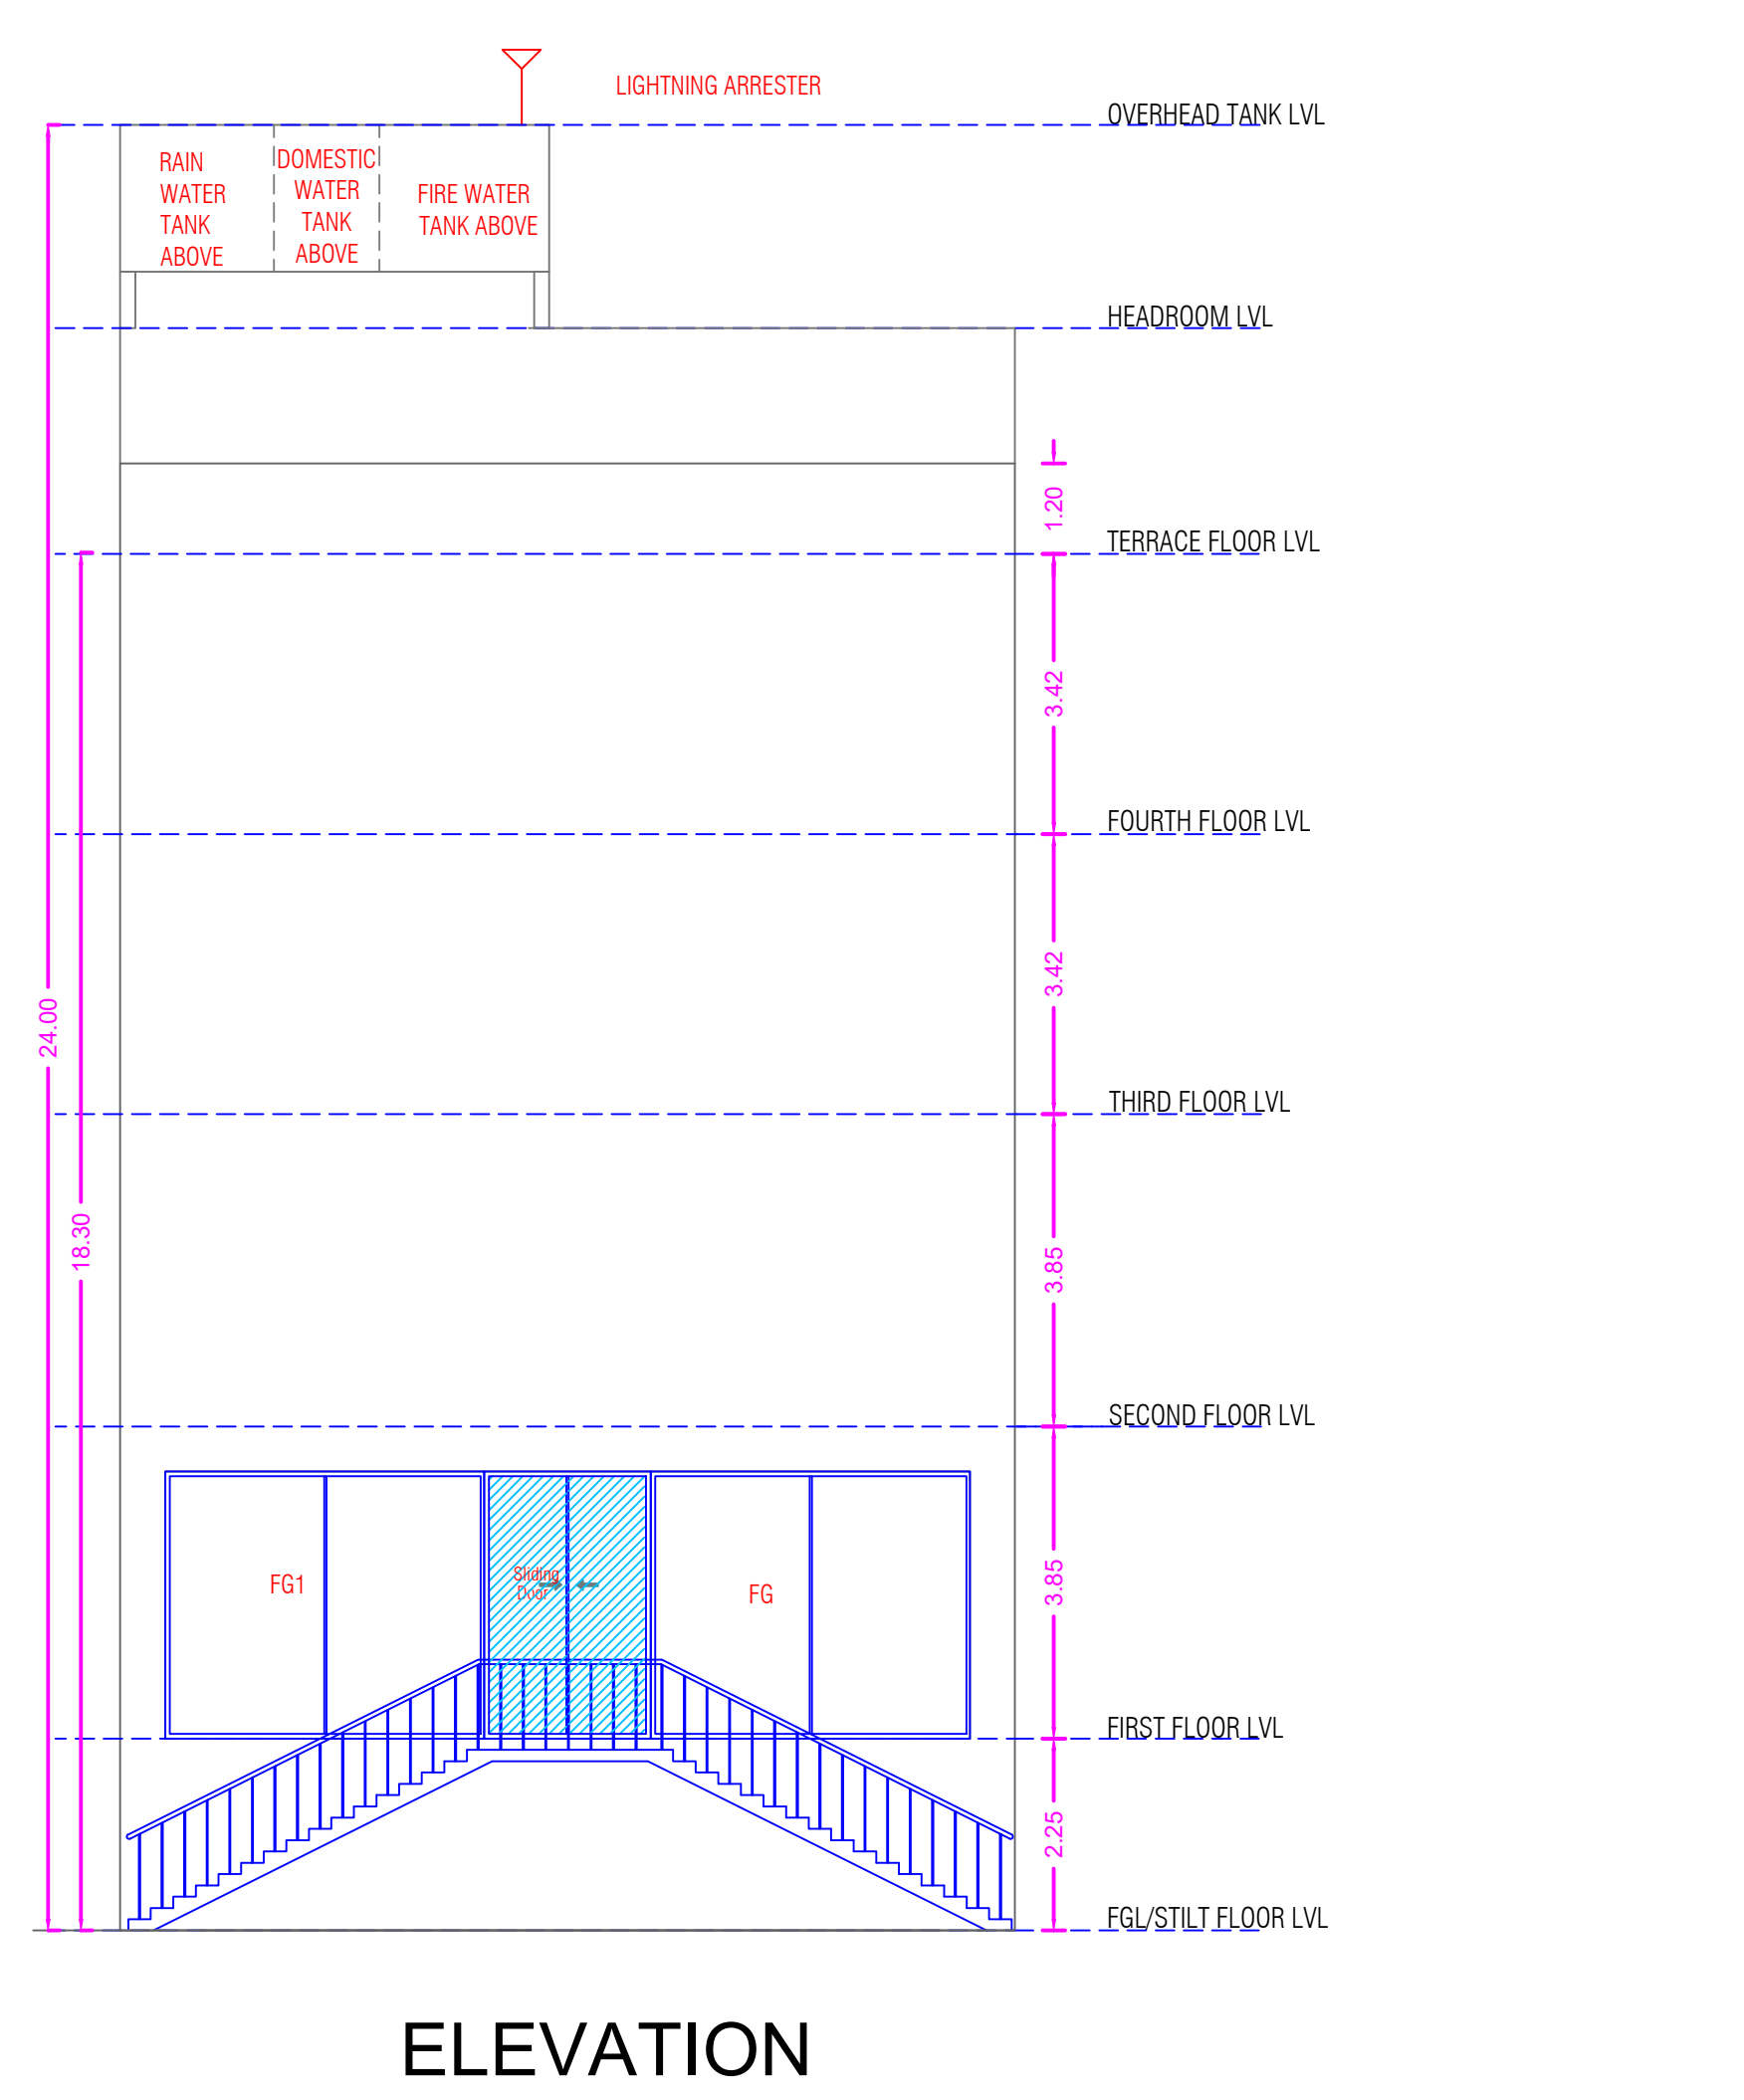 LIGHTNING ARRESTER
OVERHEAD TANK LVL
RAIN
WATER
TANK
ABOVE
DOMESTIC
WATER
TANK
ABOVE
FIRE WATER
TANK ABOVE
HEADROOM LVL
1.20
TERRACE FLOOR LVL
3.42
FOURTH FLOOR LVL
3.42
24.00
THIRD FLOOR LVL
18.30
3.85
SECOND FLOOR LVL
FG1
Sliding
Door
FG
3.85
FIRST FLOOR LVL
2.25
FGL/STILT FLOOR LVL
ELEVATION